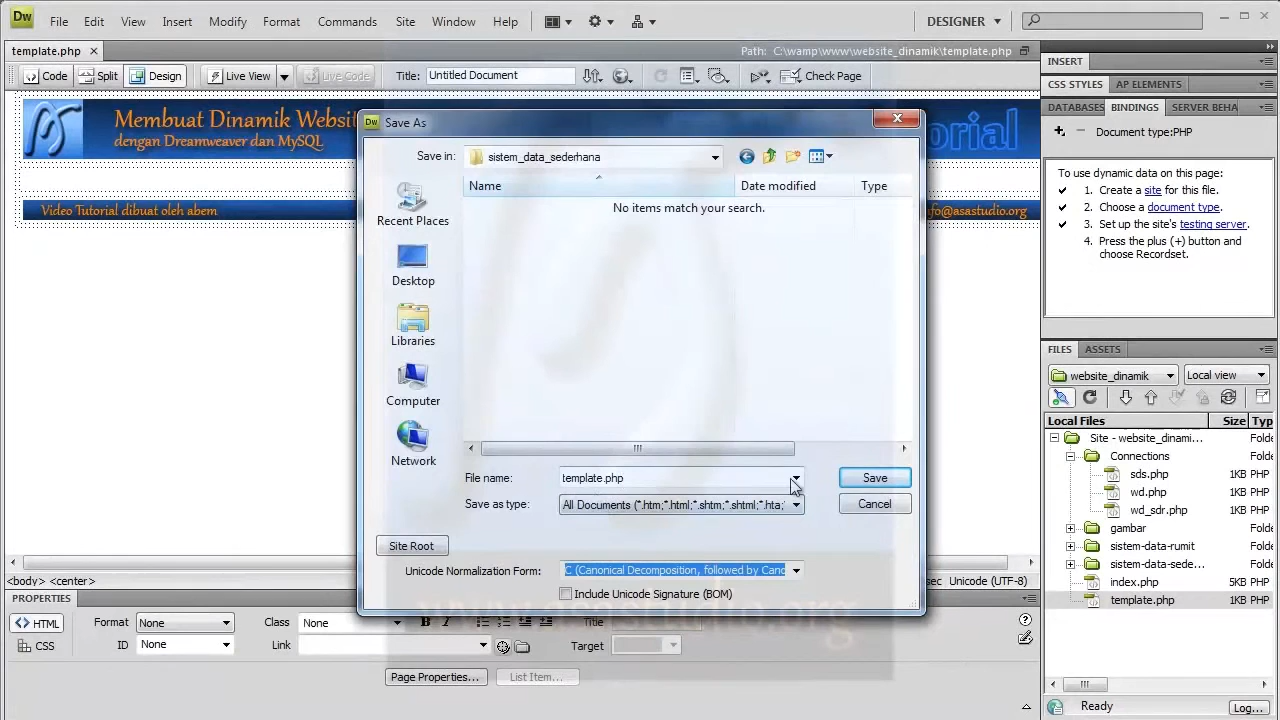 Dw File Edit View Insert Modify Format Commands Site Window Help DESIGNER
template.php Path: C:\wamp\www\website_dinamik\template.php
Code Split Design Live View Live Code Title: Untitled Document Check Page
Membuat Dinamik Websit
dengan Dreamweaver dan MySQL
orial
Video Tutorial dibuat oleh abem
nfo@asastudio.org
Dw Save As
Save in: sistem_data_sederhana
Name Date modified Type
No items match your search.
Recent Places
Desktop
Libraries
Computer
Network
File name: template.php Save
Save as type: All Documents (*.htm;*.html;*.shtm;*.shtml;*.hta;* Cancel
Site Root
Unicode Normalization Form: C (Canonical Decomposition, followed by Canc
Include Unicode Signature (BOM)
www.asastudio.org
<body> <center>
sec Unicode (UTF-8)
PROPERTIES
HTML Format None Class None B I Title
CSS ID None Link Target
Page Properties... List Item...
INSERT
CSS STYLES AP ELEMENTS
DATABASES BINDINGS SERVER BEHA
Document type:PHP
To use dynamic data on this page:
1. Create a site for this file.
2. Choose a document type.
3. Set up the site's testing server.
4. Press the plus (+) button and
choose Recordset.
FILES ASSETS
website_dinamik Local view
Local Files Size Typ
Site - website_dinami... Folde
Connections Folde
sds.php 1KB PHP
wd.php 1KB PHP
wd_sdr.php 1KB PHP
gambar Folde
sistem-data-rumit Folde
sistem-data-sede... Folde
index.php 5KB PHP
template.php 1KB PHP
Ready Log...